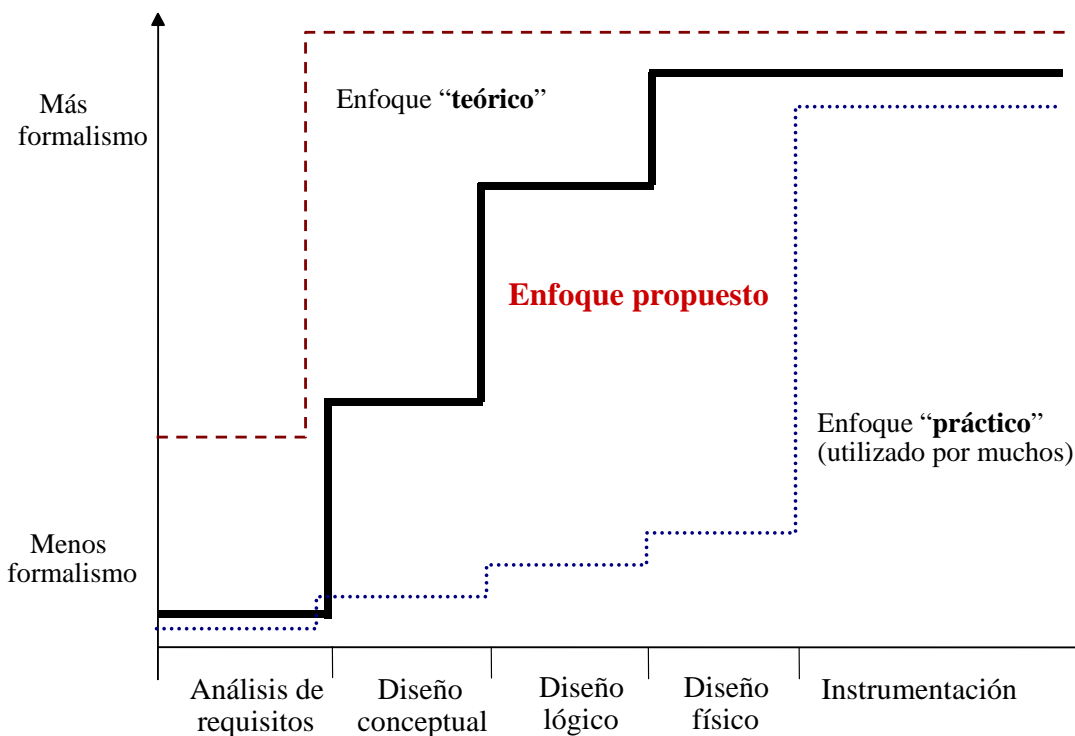 Más
formalismo
Enfoque “teórico”
Enfoque propuesto
Enfoque “práctico”
(utilizado por muchos)
Menos
formalismo
Análisis de
requisitos
Diseño
conceptual
Diseño
lógico
Diseño
físico
Instrumentación